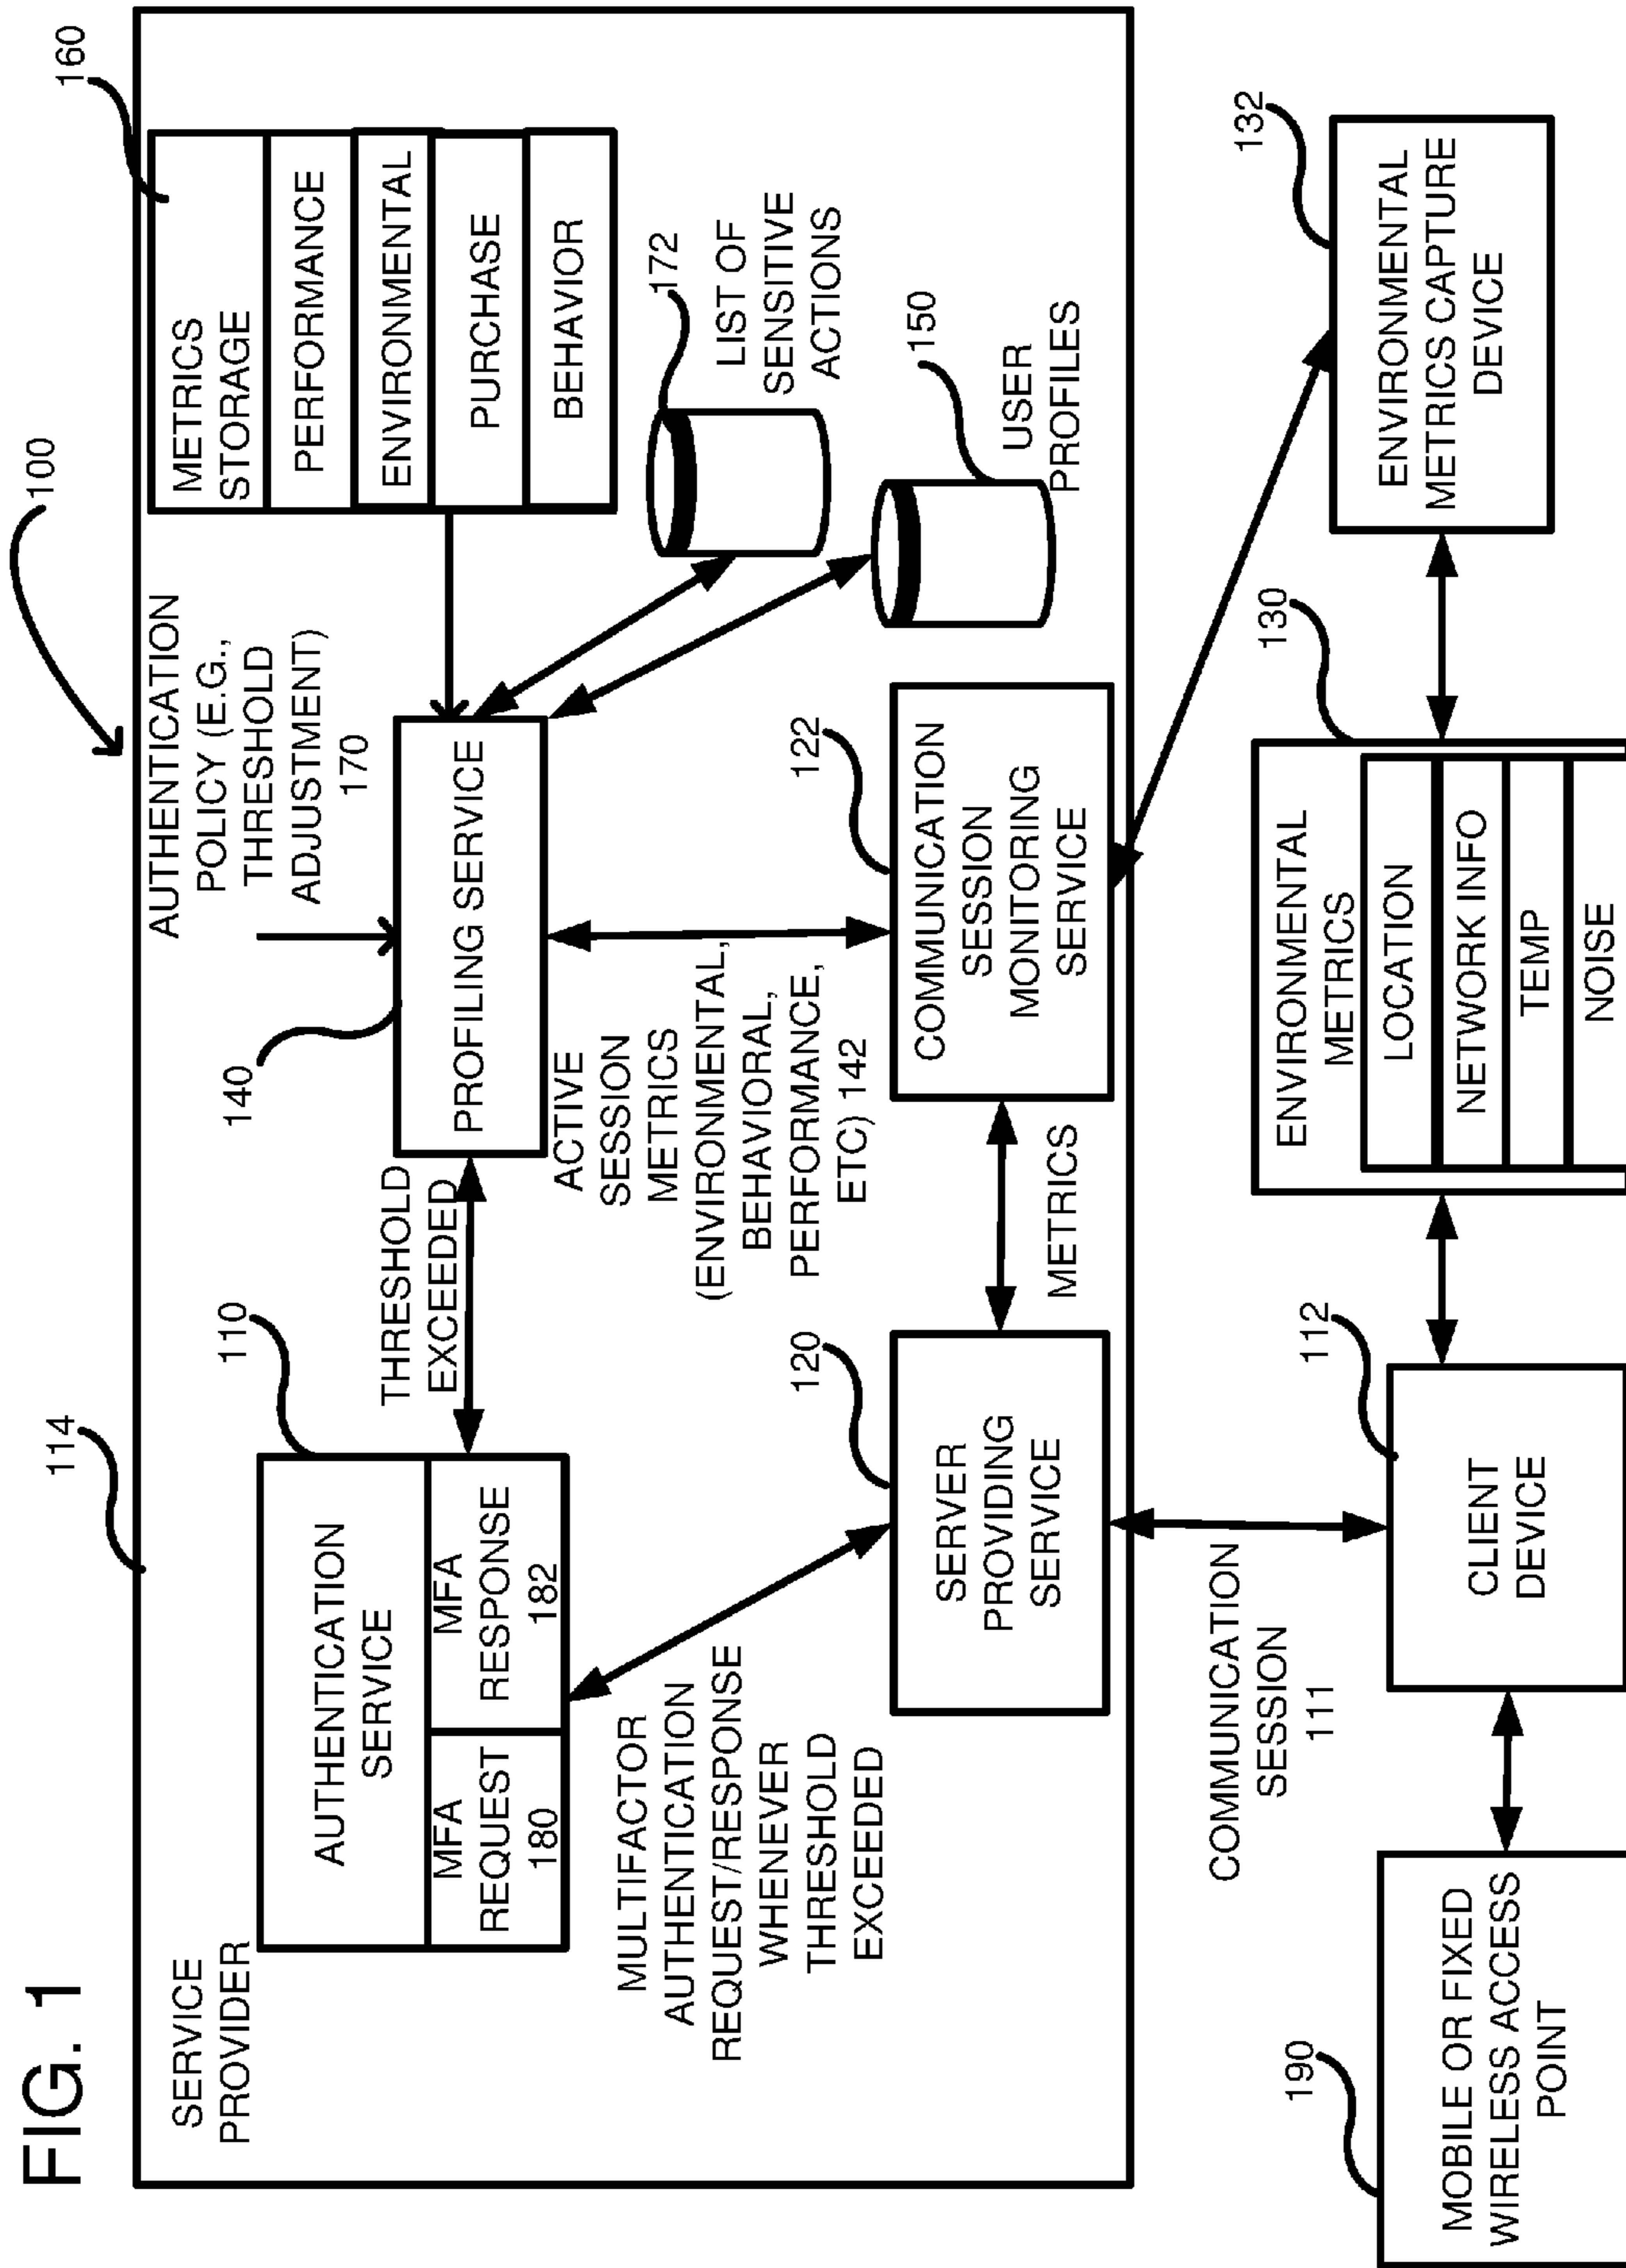 FIG. 1
100
114
SERVICE
PROVIDER
110
AUTHENTICATION
SERVICE
MFA
REQUEST
180
MFA
RESPONSE
182
THRESHOLD
EXCEEDED
140
PROFILING SERVICE
AUTHENTICATION
POLICY (E.G.,
THRESHOLD
ADJUSTMENT)
170
160
METRICS
STORAGE
PERFORMANCE
ENVIRONMENTAL
PURCHASE
BEHAVIOR
172
LIST OF
SENSITIVE
ACTIONS
150
USER
PROFILES
ACTIVE
SESSION
METRICS
(ENVIRONMENTAL,
BEHAVIORAL,
PERFORMANCE,
ETC) 142
MULTIFACTOR
AUTHENTICATION
REQUEST/RESPONSE
WHENEVER
THRESHOLD
EXCEEDED
120
SERVER
PROVIDING
SERVICE
METRICS
122
COMMUNICATION
SESSION
MONITORING
SERVICE
COMMUNICATION
SESSION
111
190
MOBILE OR FIXED
WIRELESS ACCESS
POINT
112
CLIENT
DEVICE
130
ENVIRONMENTAL
METRICS
LOCATION
NETWORK INFO
TEMP
NOISE
132
ENVIRONMENTAL
METRICS CAPTURE
DEVICE